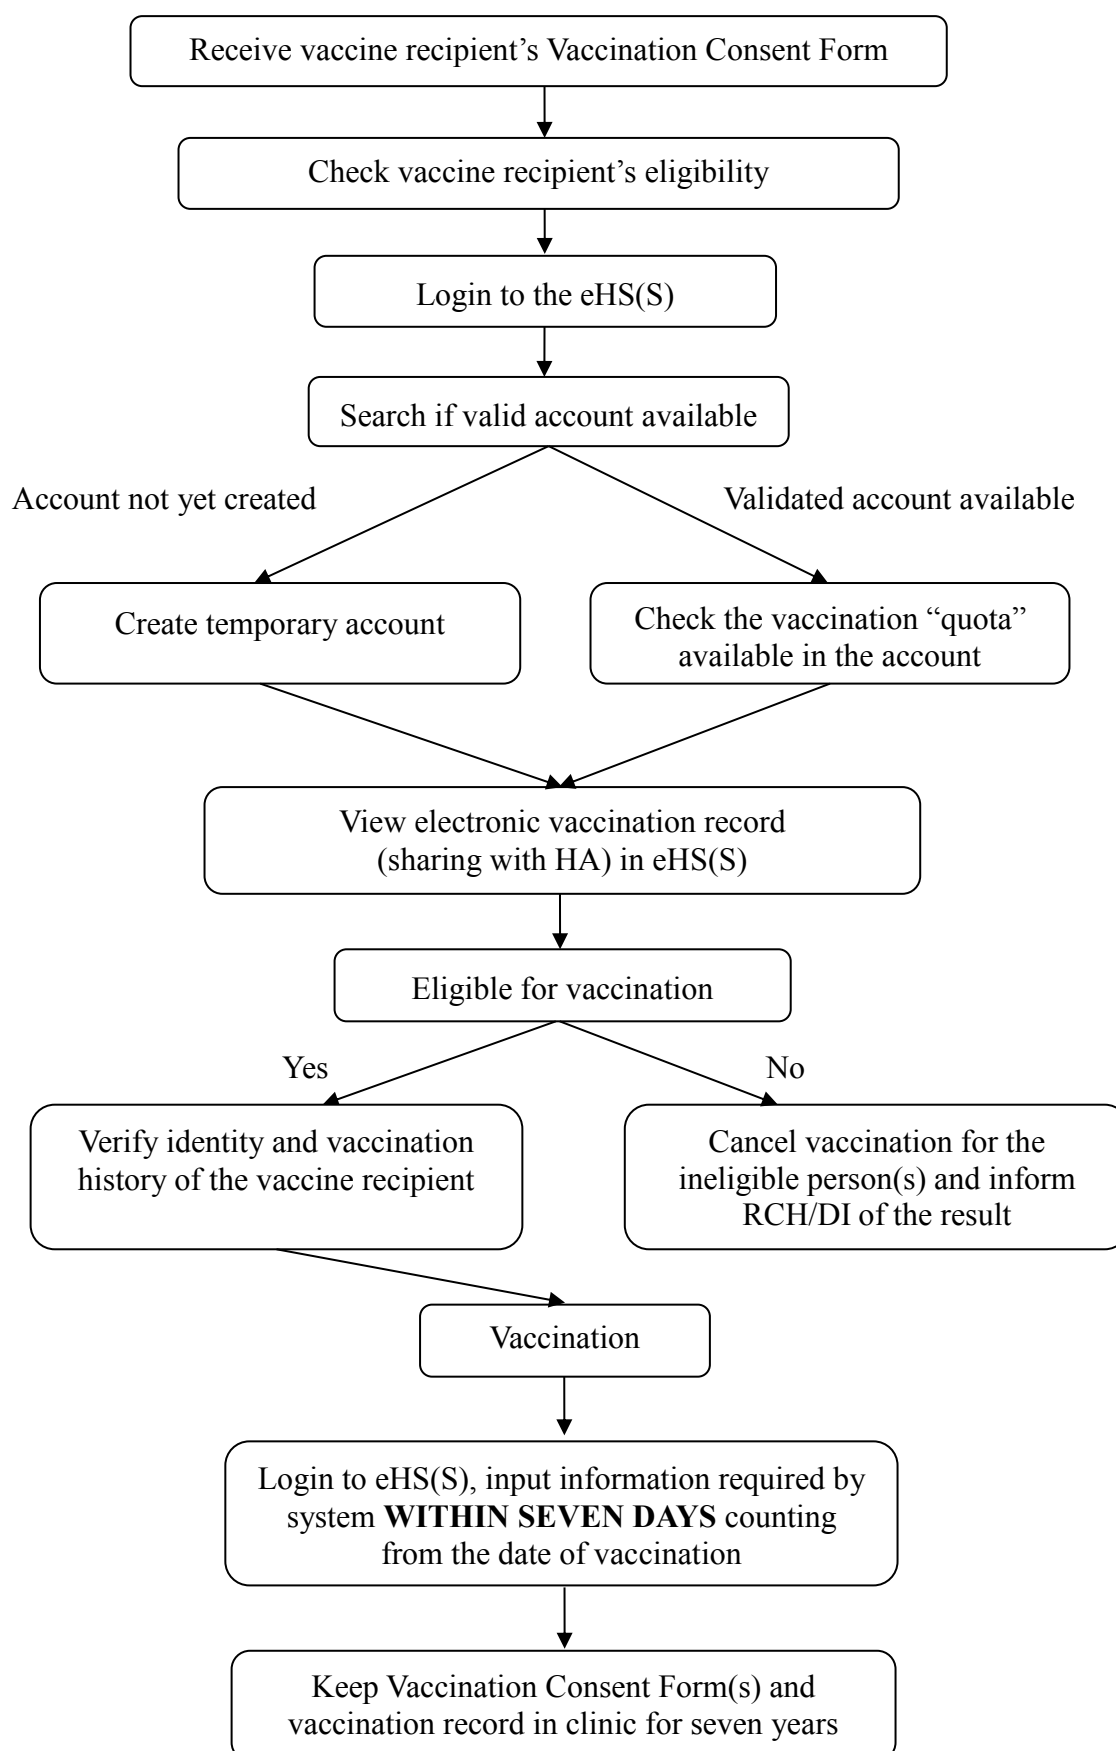 Receive vaccine recipient’s Vaccination Consent Form
Check vaccine recipient’s eligibility
Login to the eHS(S)
Search if valid account available
Account not yet created
Validated account available
Create temporary account
Check the vaccination “quota”
available in the account
View electronic vaccination record
(sharing with HA) in eHS(S)
Eligible for vaccination
Yes
No
Verify identity and vaccination
history of the vaccine recipient
Cancel vaccination for the
ineligible person(s) and inform
RCH/DI of the result
Vaccination
Login to eHS(S), input information required by
system WITHIN SEVEN DAYS counting
from the date of vaccination
Keep Vaccination Consent Form(s) and
vaccination record in clinic for seven years